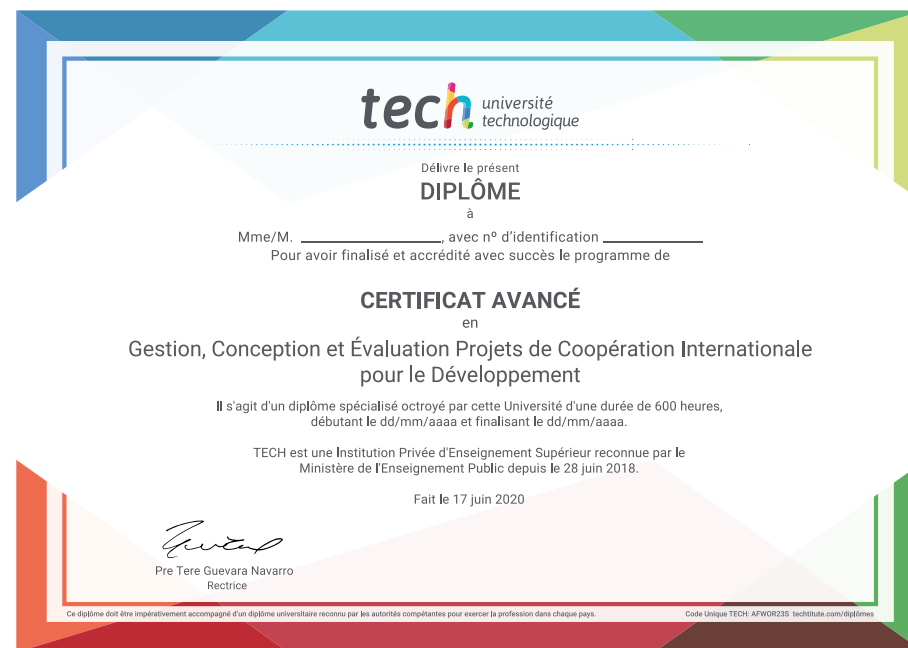 tech université
technologique
Délivre le présent
DIPLÔME
à
Mme/M. ____________, avec nº d'identification ____________
Pour avoir finalisé et accrédité avec succès le programme de
CERTIFICAT AVANCÉ
en
Gestion, Conception et Évaluation Projets de Coopération Internationale
pour le Développement
Il s'agit d'un diplôme spécialisé octroyé par cette Université d'une durée de 600 heures,
débutant le dd/mm/aaaa et finalisant le dd/mm/aaaa.
TECH est une Institution Privée d'Enseignement Supérieur reconnue par le
Ministère de l'Enseignement Public depuis le 28 juin 2018.
Fait le 17 juin 2020
Pre Tere Guevara Navarro
Rectrice
Ce diplôme doit être impérativement accompagné d'un diplôme universitaire reconnu par les autorités compétantes pour exercer la profession dans chaque pays. Code Unique TECH: AFWOR23S techtitute.com/diplômes